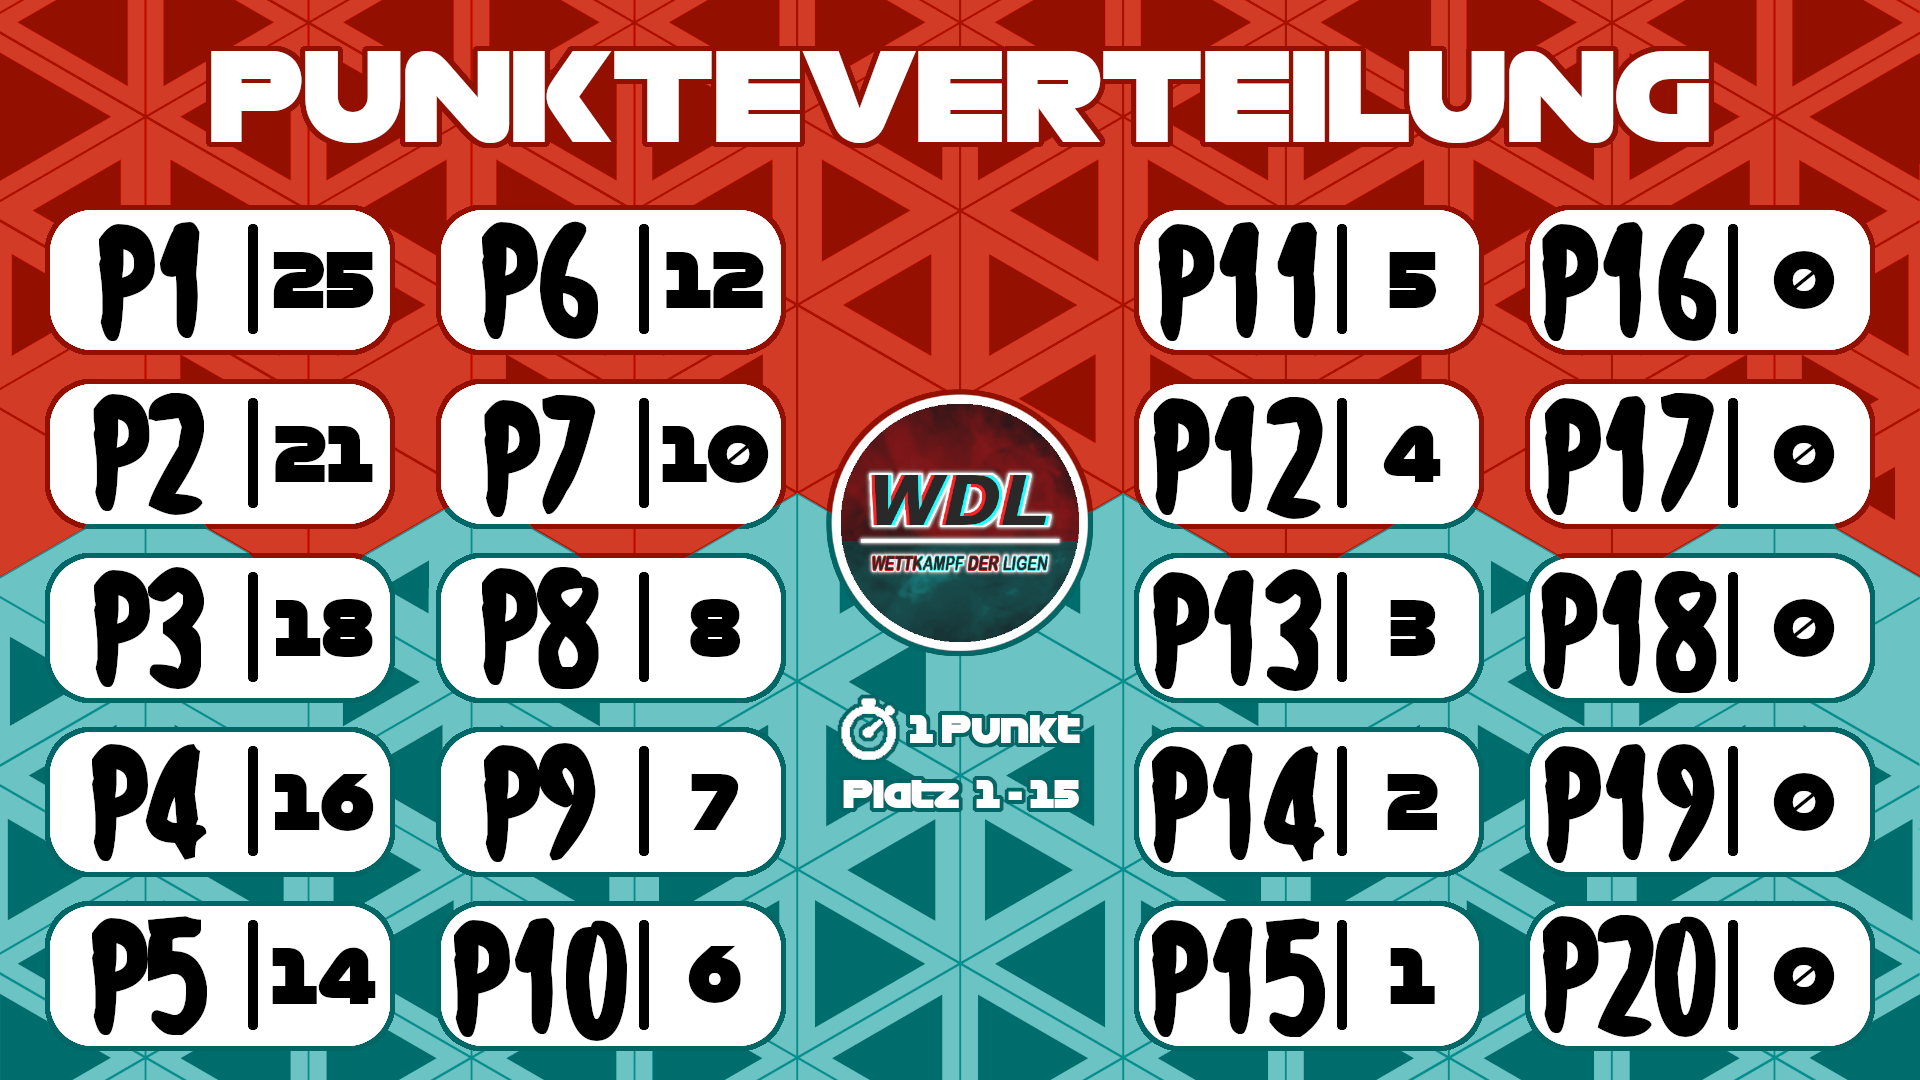 PUNKTEVERTEILUNG
P1 | 25
P2 | 21
P3 | 18
P4 | 16
P5 | 14
P6 | 12
P7 | 10
P8 | 8
P9 | 7
P10 | 6
WDL
WETTKAMPF DER LIGEN
1 Punkt
Platz 1 - 15
P11 | 5
P12 | 4
P13 | 3
P14 | 2
P15 | 1
P16 | 0
P17 | 0
P18 | 0
P19 | 0
P20 | 0